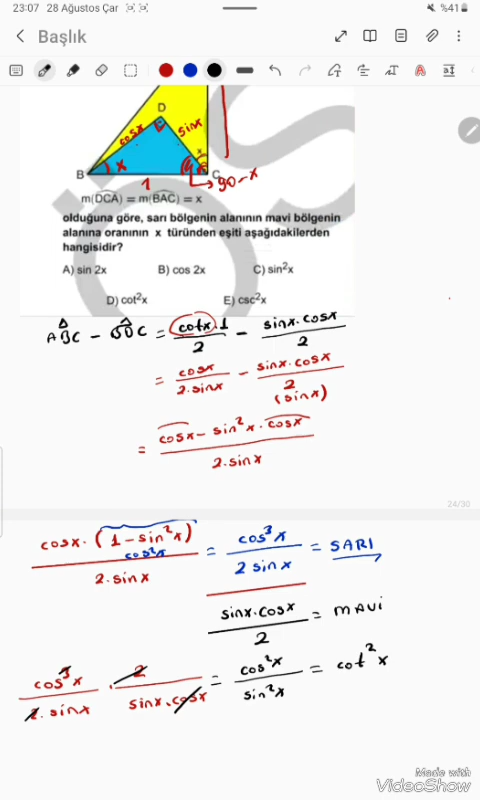 23:07 28 Ağustos Çar %41
Başlık
D
cosx
sinx
x
x
B
C
1
90-x
m(DCA) = m(BAC) = x
olduğuna göre, sarı bölgenin alanının mavi bölgenin
alanına oranının x türünden eşiti aşağıdakilerden
hangisidir?
A) sin 2x B) cos 2x C) sin²x
D) cot²x E) csc²x
ABC - BDC = cotx.1/2 - sinx.cosx/2
= cosx/2.sinx - sinx.cosx/2
(sinx)
= cosx - sin²x.cosx/2.sinx
24/30
cosx.(1-sin²x)/2.sinx = cos³x/2 sinx = SARI
cos²x
sinx.cosx/2 = MAVi
cos³x/2.sinx . 2/sinx.cosx = cos²x/sin²x = cot²x
Made with
VideoShow